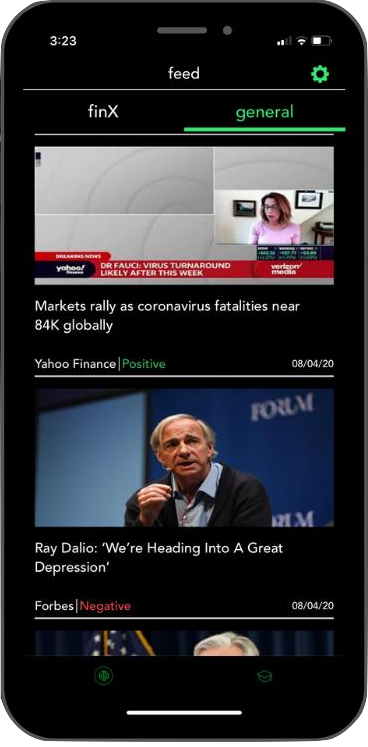 3:23
feed
finX
general
BREAKING NEWS
yahoo!
finance
DR FAUCI: VIRUS TURNAROUND
LIKELY AFTER THIS WEEK
verizon
media
Markets rally as coronavirus fatalities near
84K globally
Yahoo Finance|Positive
08/04/20
FORUM
Ray Dalio: ‘We’re Heading Into A Great
Depression’
Forbes|Negative
08/04/20